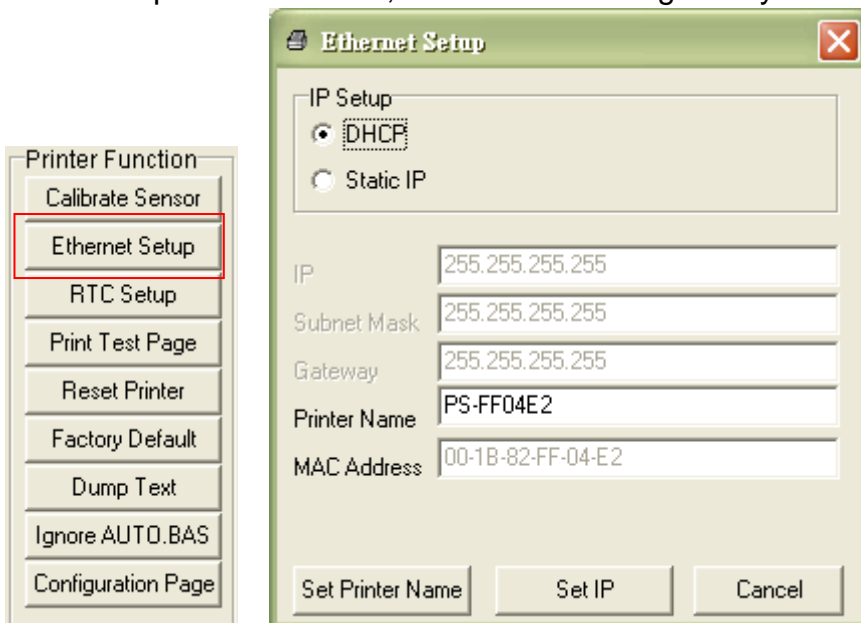 Printer Function
Calibrate Sensor
Ethernet Setup
RTC Setup
Print Test Page
Reset Printer
Factory Default
Dump Text
Ignore AUTO.BAS
Configuration Page
Ethernet Setup
IP Setup
DHCP
Static IP
IP 255.255.255.255
Subnet Mask 255.255.255.255
Gateway 255.255.255.255
Printer Name PS-FF04E2
MAC Address 00-1B-82-FF-04-E2
Set Printer Name Set IP Cancel